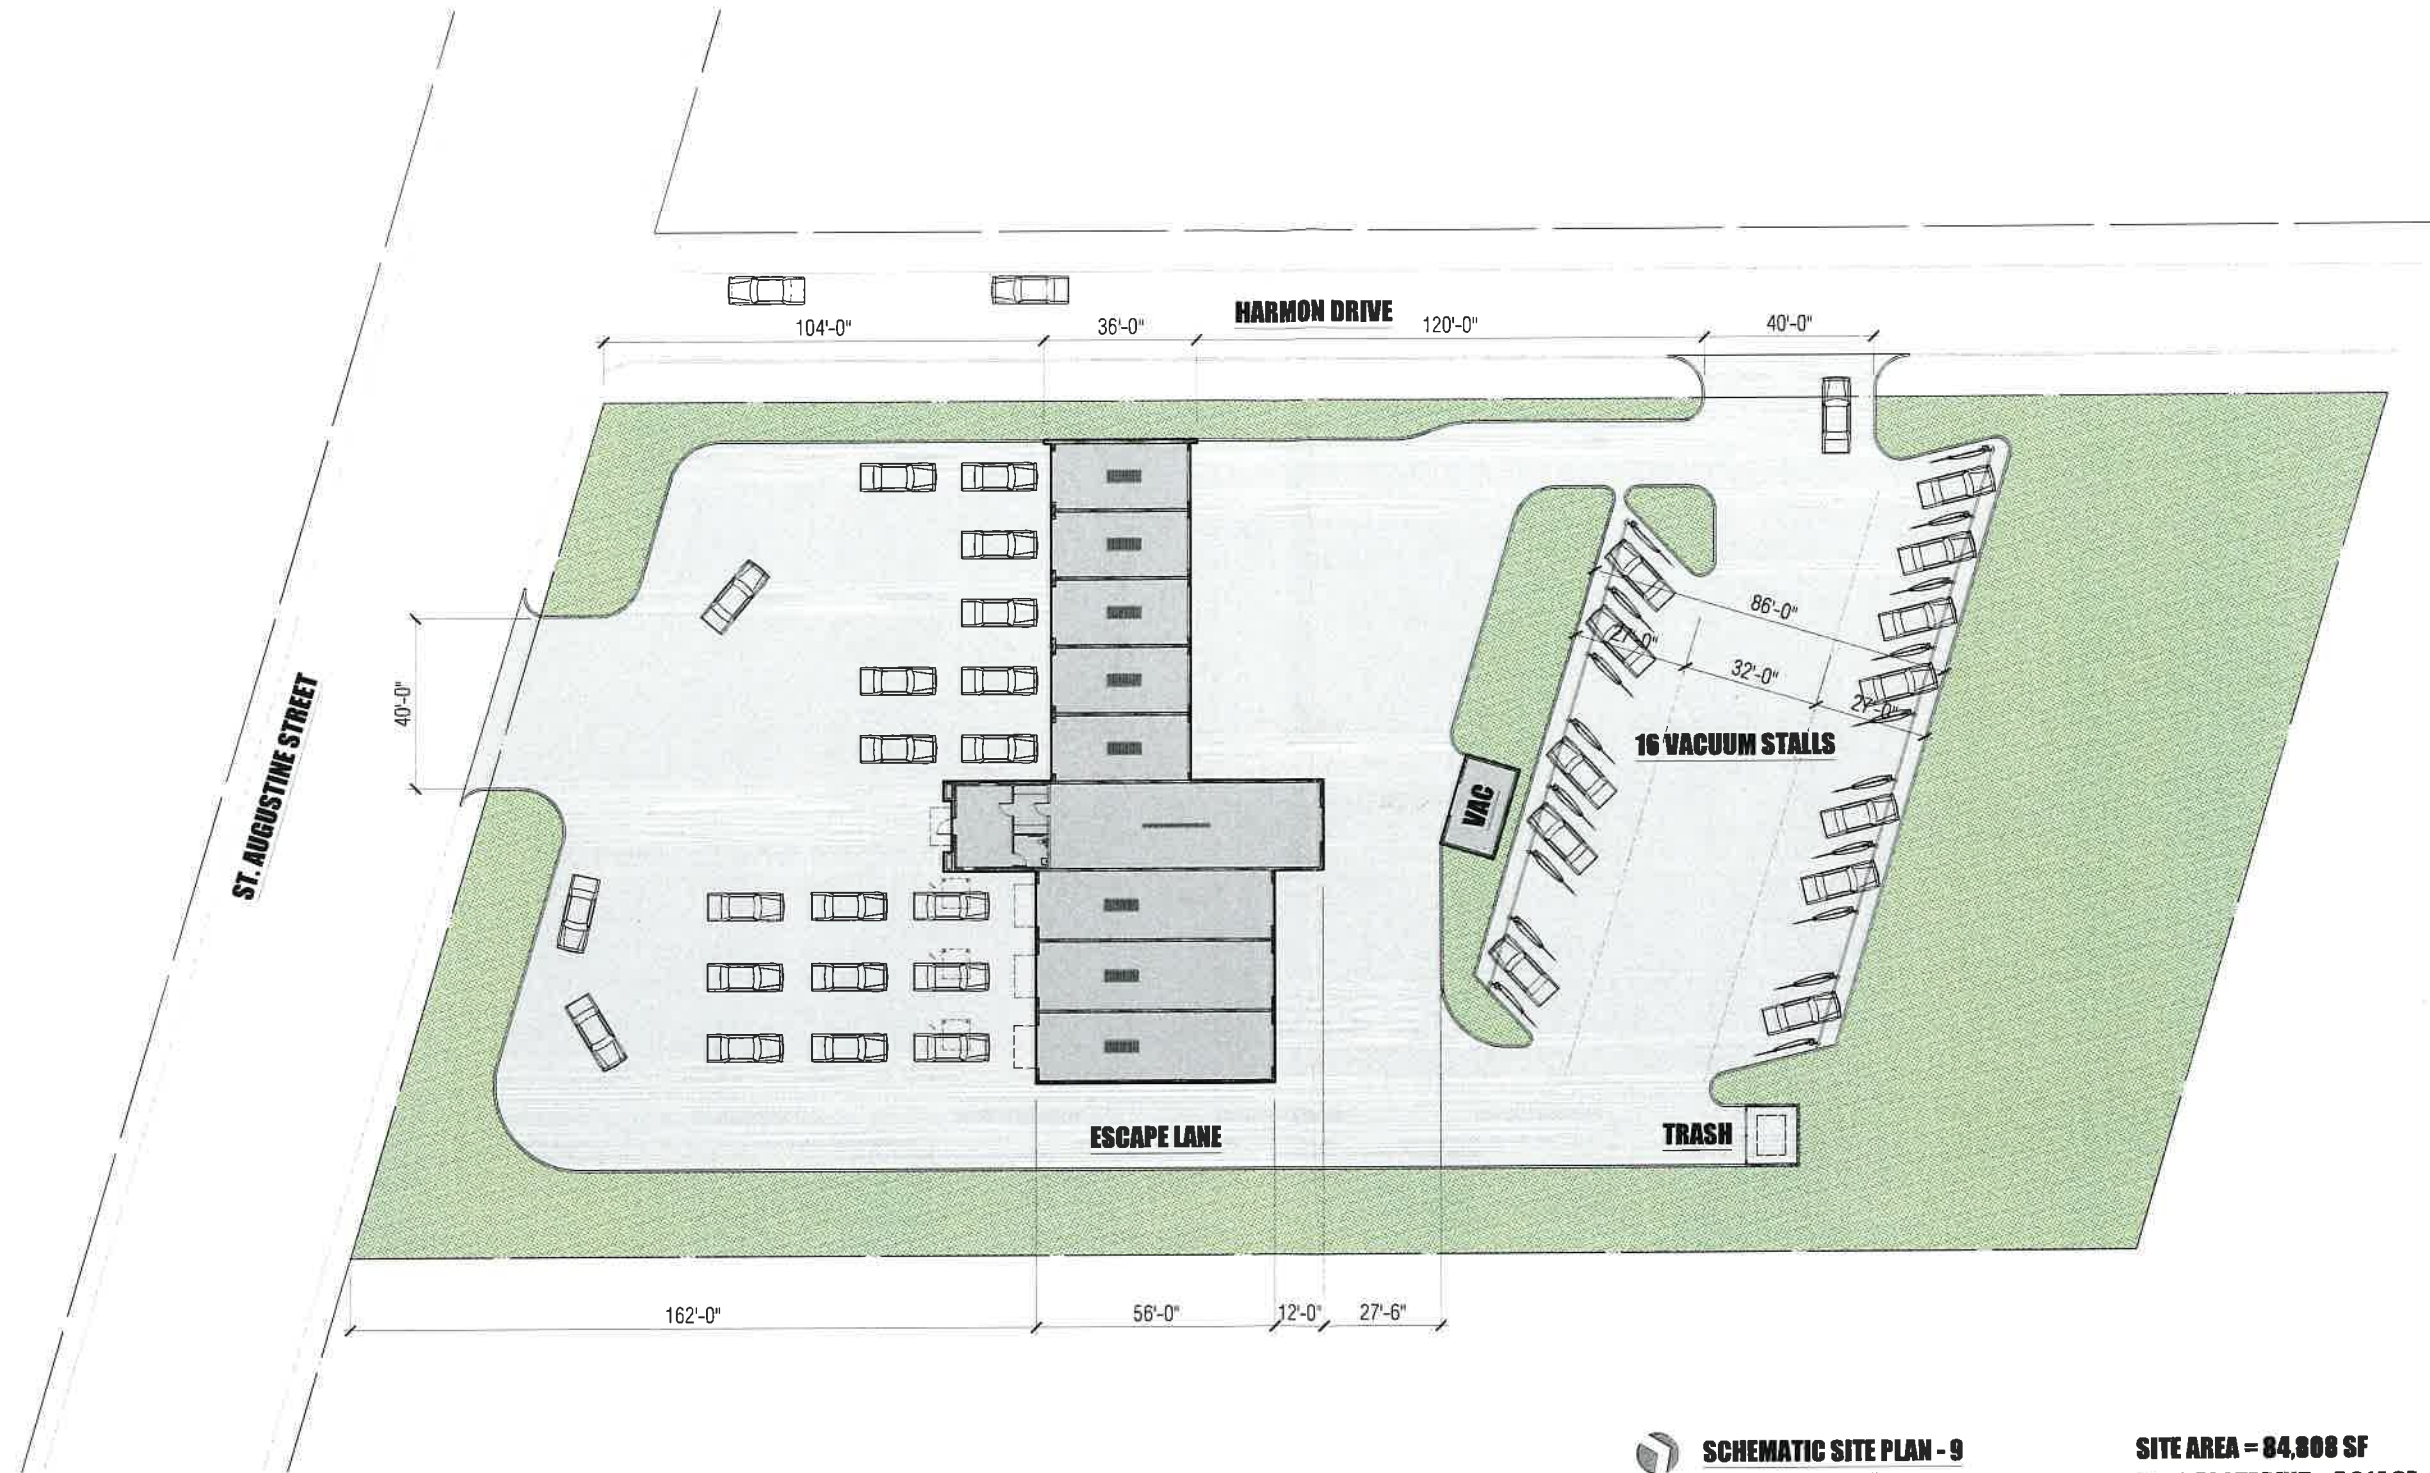 HARMON DRIVE
104'-0"
36'-0"
120'-0"
40'-0"
86'-0"
27'-0"
32'-0"
27'-0"
40'-0"
ST. AUGUSTINE STREET
16 VACUUM STALLS
VAC
ESCAPE LANE
TRASH
162'-0"
56'-0"
12'-0"
27'-6"
SCHEMATIC SITE PLAN - 9
SITE AREA = 84,808 SF